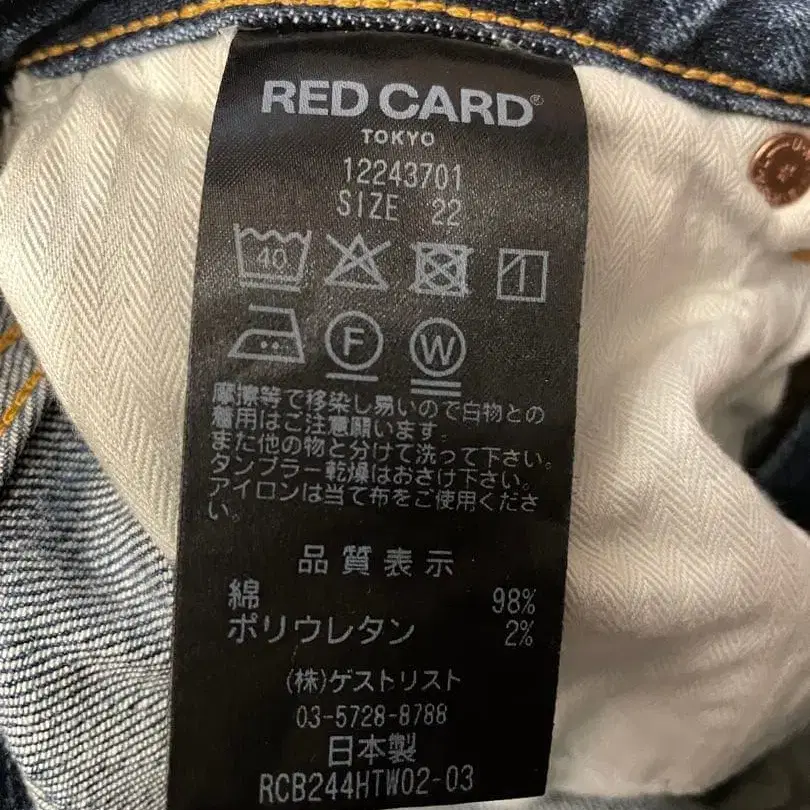 RED CARD®
TOKYO
12243701
SIZE 22
40
F W
摩擦等で移染し易いので白物との
着用はご注意願います。
また他の物と分けて洗って下さい。
タンブラー乾燥はおさけ下さい。
アイロンは当て布をご使用くださ
い。
品質表示
綿 98%
ポリウレタン 2%
(株)ゲストリスト
03-5728-8788
日本製
RCB244HTW02-03